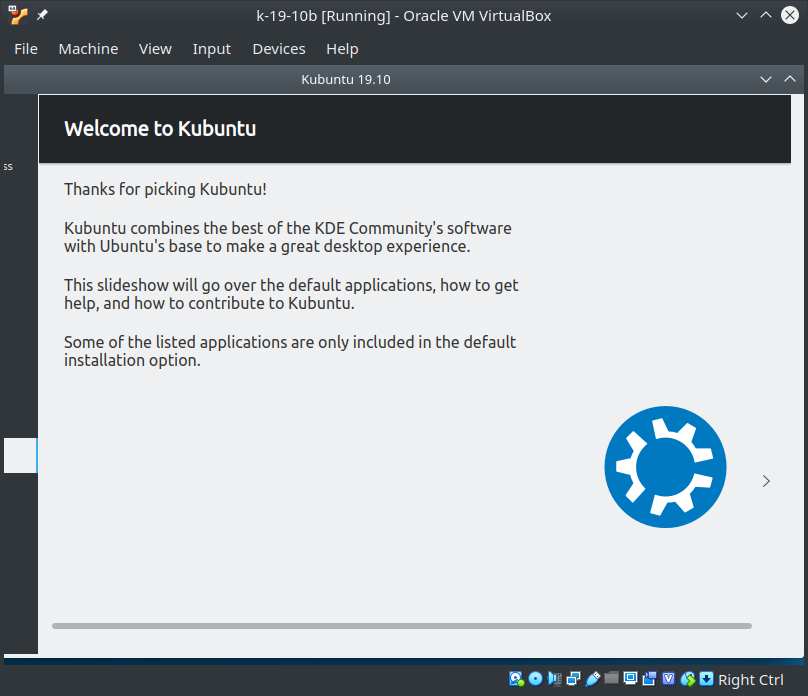 k-19-10b [Running] - Oracle VM VirtualBox
File Machine View Input Devices Help
Kubuntu 19.10
Welcome to Kubuntu
ss
Thanks for picking Kubuntu!
Kubuntu combines the best of the KDE Community's software
with Ubuntu's base to make a great desktop experience.
This slideshow will go over the default applications, how to get
help, and how to contribute to Kubuntu.
Some of the listed applications are only included in the default
installation option.
Right Ctrl